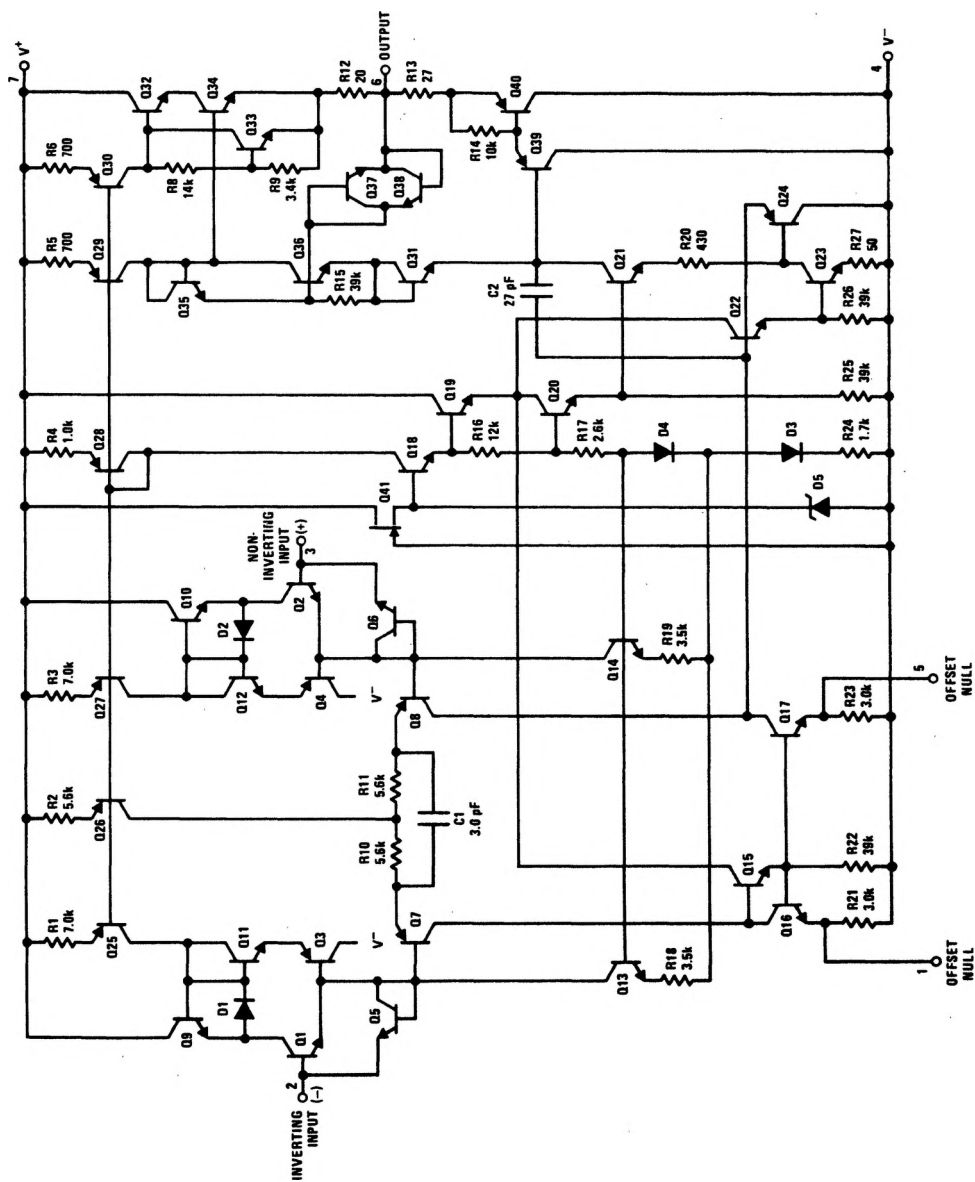 7
V+
R1
7.0k
R2
5.6k
R3
7.0k
R4
1.0k
R5
700
R6
700
Q25
Q26
Q27
Q28
Q29
Q30
Q32
Q9
Q11
D1
Q1
Q3
V-
INVERTING
INPUT
2
(-)
Q5
Q7
R10
5.6k
R11
5.6k
C1
3.0 pF
Q8
Q10
D2
Q12
Q4
V-
Q2
NON-
INVERTING
INPUT
3
(+)
Q6
Q41
Q18
Q19
R16
12k
Q20
R17
2.6k
D4
D3
R24
1.7k
D5
R8
14k
Q33
Q34
R9
3.4k
R12
20
OUTPUT
6
R13
27
Q35
Q36
Q37
Q38
R15
39k
Q31
R14
10k
Q39
Q40
C2
27 pF
Q21
R20
430
Q22
Q24
Q23
R25
39k
R26
39k
R27
50
Q13
R18
3.5k
Q14
R19
3.5k
Q15
Q16
Q17
R21
3.0k
R22
39k
R23
3.0k
1
OFFSET
NULL
5
OFFSET
NULL
4
V-